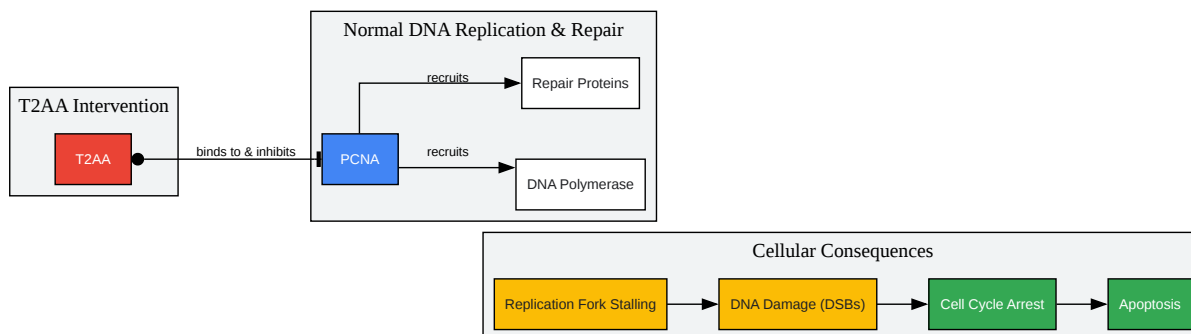 Normal DNA Replication & Repair
recruits
Repair Proteins
T2AA Intervention
T2AA
binds to & inhibits
PCNA
recruits
DNA Polymerase
Cellular Consequences
Replication Fork Stalling
DNA Damage (DSBs)
Cell Cycle Arrest
Apoptosis